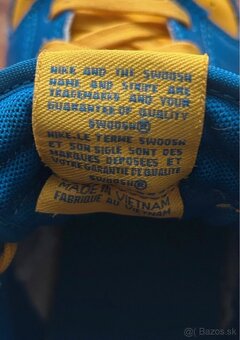 NIKE AND THE SWOOSH
NAME AND STRIPE ARE
TRADEMARKS AND YOUR
GUARANTEE OF QUALITY
SWOOSH®
NIKE.LE TERME SWOOSH
ET SON SIGLE SONT DES
MARQUES DEPOSEES ET
VOTRE GARANTIE DE QUALITE
SWOOSH®
MADE IN VIETNAM
FABRIQUE AU VIETNAM
@( ) Bazos.sk